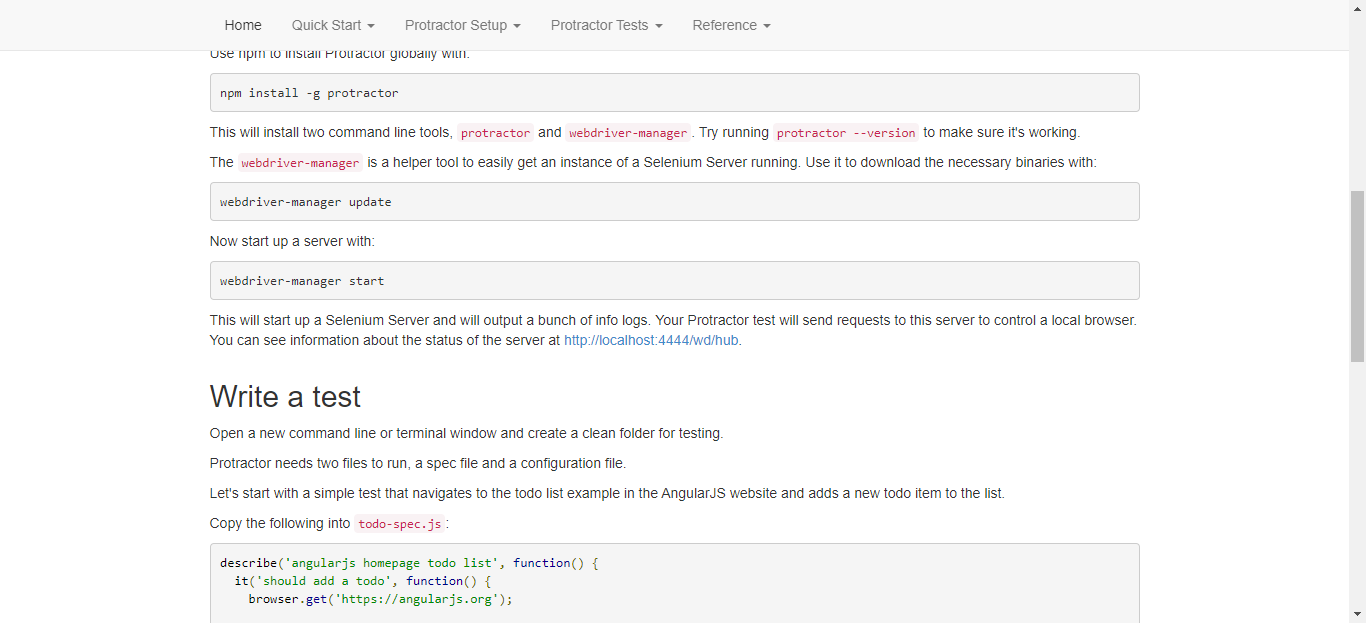 Home Quick Start Protractor Setup Protractor Tests Reference
Use npm to install Protractor globally with:
npm install -g protractor
This will install two command line tools, protractor and webdriver-manager. Try running protractor --version to make sure it's working.
The webdriver-manager is a helper tool to easily get an instance of a Selenium Server running. Use it to download the necessary binaries with:
webdriver-manager update
Now start up a server with:
webdriver-manager start
This will start up a Selenium Server and will output a bunch of info logs. Your Protractor test will send requests to this server to control a local browser.
You can see information about the status of the server at http://localhost:4444/wd/hub.
Write a test
Open a new command line or terminal window and create a clean folder for testing.
Protractor needs two files to run, a spec file and a configuration file.
Let's start with a simple test that navigates to the todo list example in the AngularJS website and adds a new todo item to the list.
Copy the following into todo-spec.js:
describe('angularjs homepage todo list', function() {
  it('should add a todo', function() {
    browser.get('https://angularjs.org');